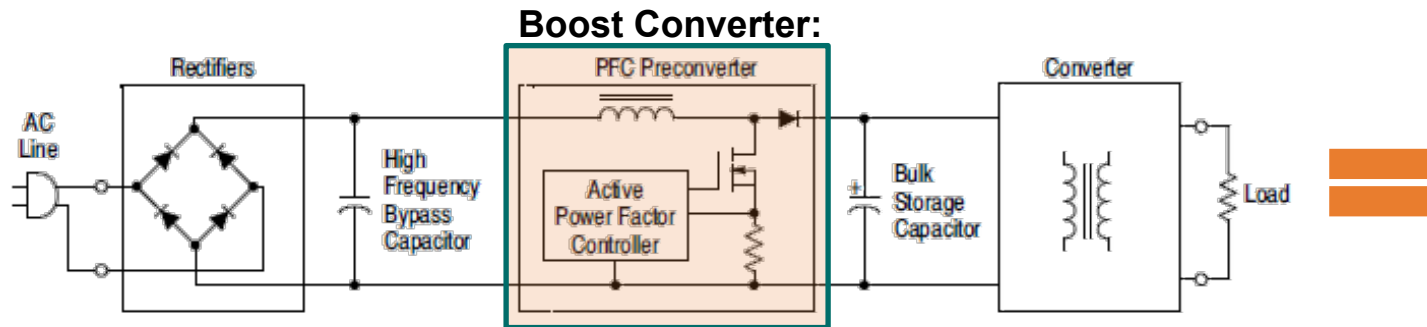 Boost Converter:
Rectifiers
PFC Preconverter
Converter
AC
Line
High
Frequency
Bypass
Capacitor
Active
Power Factor
Controller
+
Bulk
Storage
Capacitor
Load